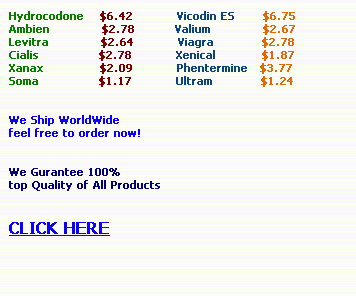 Hydrocodone $6.42 Vicodin ES $6.75
Ambien $2.78 Valium $2.67
Levitra $2.64 Viagra $2.78
Cialis $2.78 Xenical $1.87
Xanax $2.09 Phentermine $3.77
Soma $1.17 Ultram $1.24
We Ship WorldWide
feel free to order now!
We Gurantee 100%
top Quality of All Products
CLICK HERE